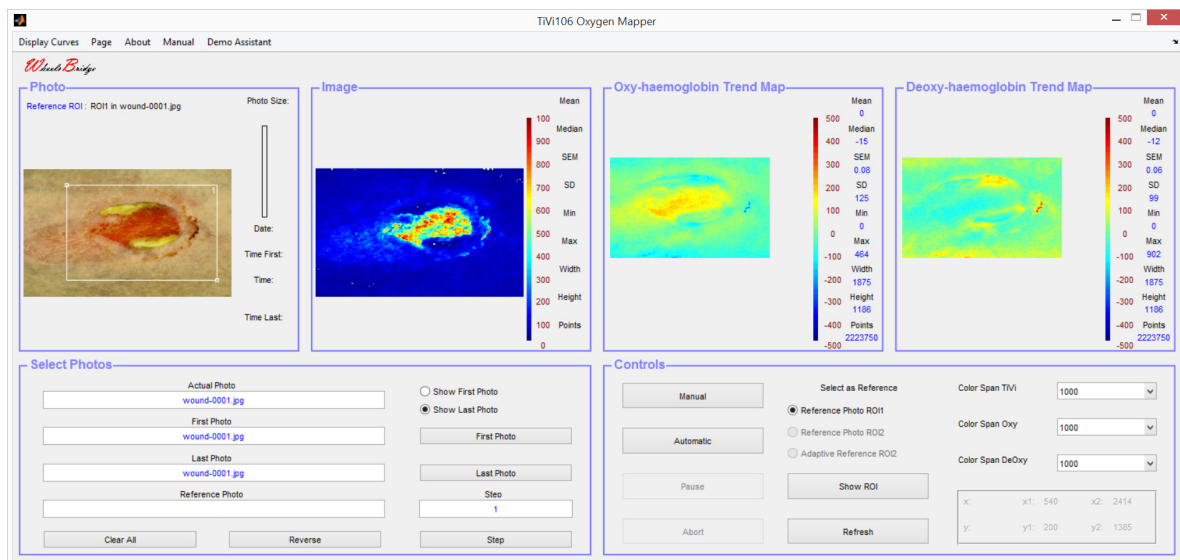 TiVi106 Oxygen Mapper
Display Curves Page About Manual Demo Assistant
WheelsBridge
Photo
Reference ROI : ROI1 in wound-0001.jpg
Photo Size:
1
Date:
Time First:
Time:
Time Last:
Image
Mean
100
900
Median
800
SEM
700
SD
600
Min
500
400
Max
300
Width
200
Height
100
Points
0
Oxy-haemoglobin Trend Map
Mean
500
0
400
Median
-15
300
SEM
0.08
200
SD
125
100
Min
0
0
Max
-100
464
-200
Width
1875
-300
Height
1186
-400
Points
-500
2223750
Deoxy-haemoglobin Trend Map
Mean
500
0
400
Median
-12
300
SEM
0.06
200
SD
99
100
Min
0
0
Max
-100
902
-200
Width
1875
-300
Height
1186
-400
Points
-500
2223750
Select Photos
Actual Photo
wound-0001.jpg
First Photo
wound-0001.jpg
Last Photo
wound-0001.jpg
Reference Photo
Clear All
Reverse
Show First Photo
Show Last Photo
First Photo
Last Photo
Step
1
Step
Controls
Manual
Automatic
Pause
Abort
Select as Reference
Reference Photo ROI1
Reference Photo ROI2
Adaptive Reference ROI2
Show ROI
Refresh
Color Span TiVi
1000
Color Span Oxy
1000
Color Span DeOxy
1000
x: x1: 540 x2: 2414
y: y1: 200 y2: 1385